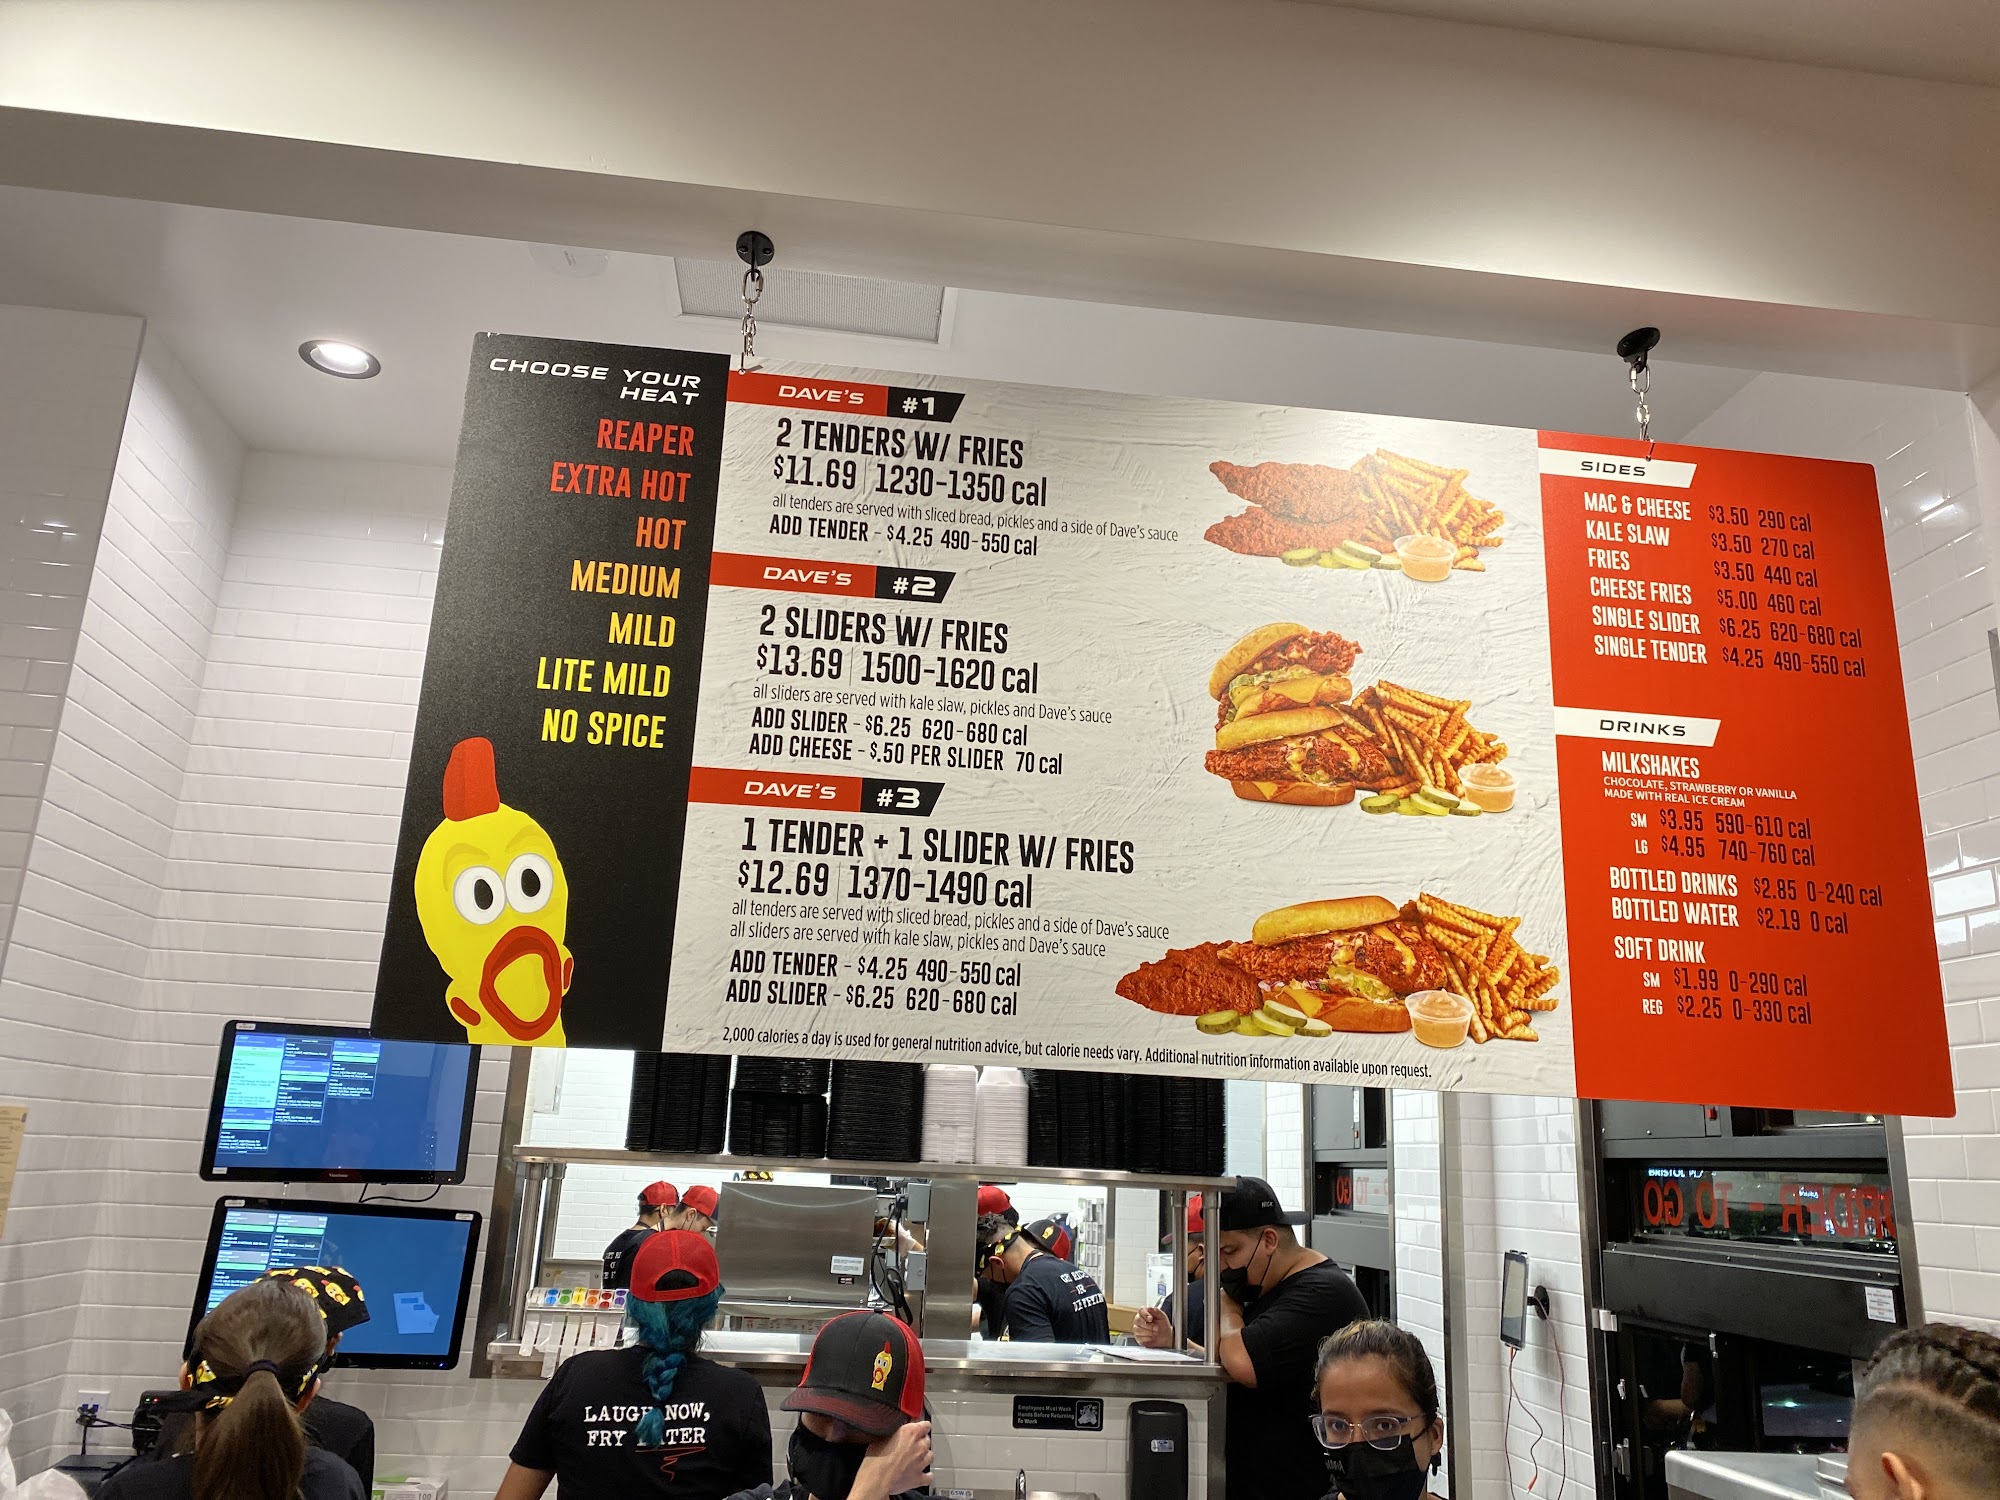 CHOOSE YOUR
HEAT
REAPER
EXTRA HOT
HOT
MEDIUM
MILD
LITE MILD
NO SPICE
DAVE'S #1
2 TENDERS W/ FRIES
$11.69 | 1230-1350 cal
all tenders are served with sliced bread, pickles and a side of Dave's sauce
ADD TENDER - $4.25 490-550 cal
DAVE'S #2
2 SLIDERS W/ FRIES
$13.69 | 1500-1620 cal
all sliders are served with kale slaw, pickles and Dave's sauce
ADD SLIDER - $6.25 620-680 cal
ADD CHEESE - $.50 PER SLIDER 70 cal
DAVE'S #3
1 TENDER + 1 SLIDER W/ FRIES
$12.69 | 1370-1490 cal
all tenders are served with sliced bread, pickles and a side of Dave's sauce
all sliders are served with kale slaw, pickles and Dave's sauce
ADD TENDER - $4.25 490-550 cal
ADD SLIDER - $6.25 620-680 cal
2,000 calories a day is used for general nutrition advice, but calorie needs vary. Additional nutrition information available upon request.
SIDES
MAC & CHEESE $3.50 290 cal
KALE SLAW $3.50 270 cal
FRIES $3.50 440 cal
CHEESE FRIES $5.00 460 cal
SINGLE SLIDER $6.25 620-680 cal
SINGLE TENDER $4.25 490-550 cal
DRINKS
MILKSHAKES
CHOCOLATE, STRAWBERRY OR VANILLA
MADE WITH REAL ICE CREAM
SM $3.95 590-610 cal
LG $4.95 740-760 cal
BOTTLED DRINKS $2.85 0-240 cal
BOTTLED WATER $2.19 0 cal
SOFT DRINK
SM $1.99 0-290 cal
REG $2.25 0-330 cal
ORDER - TO GO
NICK
LAUGH NOW,
FRY LATER
Employees Must Wash
Hands Before Returning
To Work